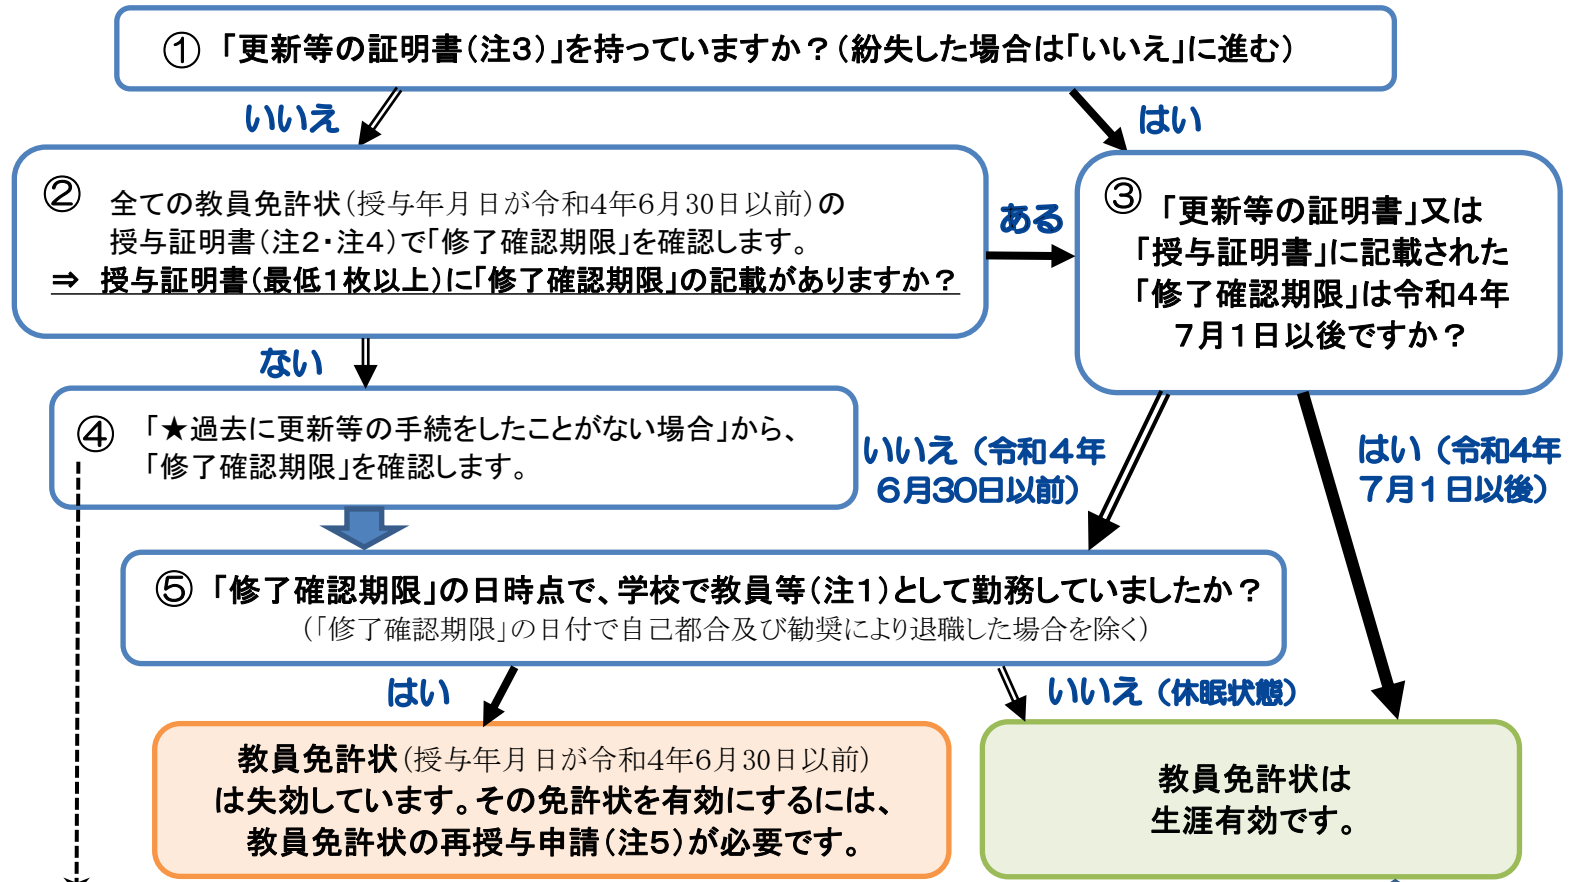 ① 「更新等の証明書（注３）」を持っていますか？（紛失した場合は「いいえ」に進む）
いいえ
はい
② 全ての教員免許状（授与年月日が令和4年6月30日以前）の
授与証明書（注２・注４）で「修了確認期限」を確認します。
⇒ 授与証明書（最低１枚以上）に「修了確認期限」の記載がありますか？
ある
③ 「更新等の証明書」又は
「授与証明書」に記載された
「修了確認期限」は令和４年
７月１日以後ですか？
ない
④ 「★過去に更新等の手続をしたことがない場合」から、
「修了確認期限」を確認します。
いいえ（令和４年
６月30日以前）
はい（令和4年
７月１日以後）
⑤ 「修了確認期限」の日時点で、学校で教員等（注１）として勤務していましたか？
（「修了確認期限」の日付で自己都合及び勧奨により退職した場合を除く）
はい
いいえ（休眠状態）
教員免許状（授与年月日が令和4年6月30日以前）
は失効しています。その免許状を有効にするには、
教員免許状の再授与申請（注５）が必要です。
教員免許状は
生涯有効です。